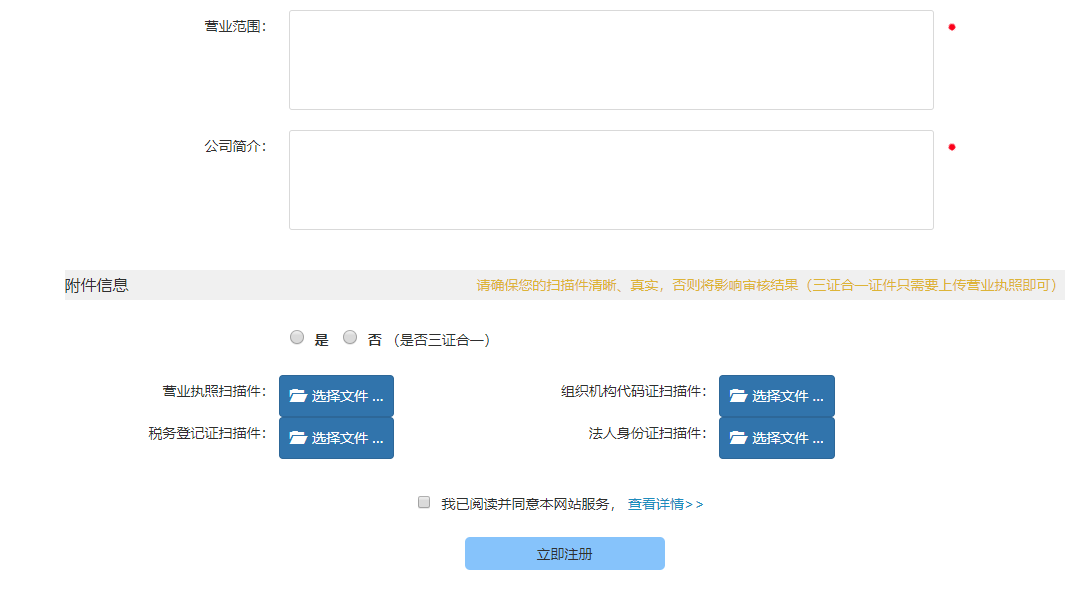 营业范围：
公司简介：
附件信息 请确保您的扫描件清晰、真实，否则将影响审核结果（三证合一证件只需要上传营业执照即可）
是 否 （是否三证合一）
营业执照扫描件： 选择文件 ... 组织机构代码证扫描件： 选择文件 ...
税务登记证扫描件： 选择文件 ... 法人身份证扫描件： 选择文件 ...
我已阅读并同意本网站服务， 查看详情>>
立即注册